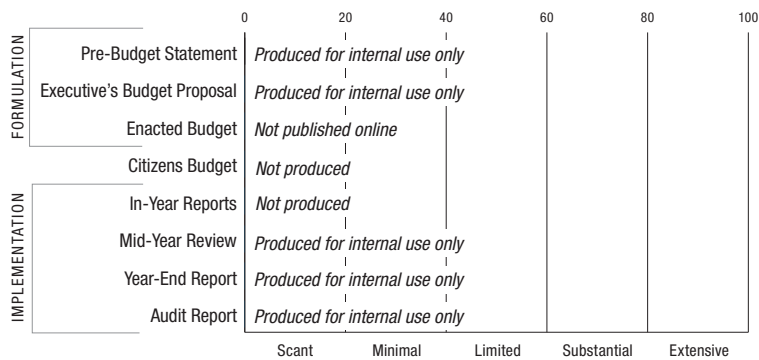 0 20 40 60 80 100
FORMULATION
Pre-Budget Statement Produced for internal use only
Executive's Budget Proposal Produced for internal use only
Enacted Budget Not published online
Citizens Budget Not produced
IMPLEMENTATION
In-Year Reports Not produced
Mid-Year Review Produced for internal use only
Year-End Report Produced for internal use only
Audit Report Produced for internal use only
Scant Minimal Limited Substantial Extensive